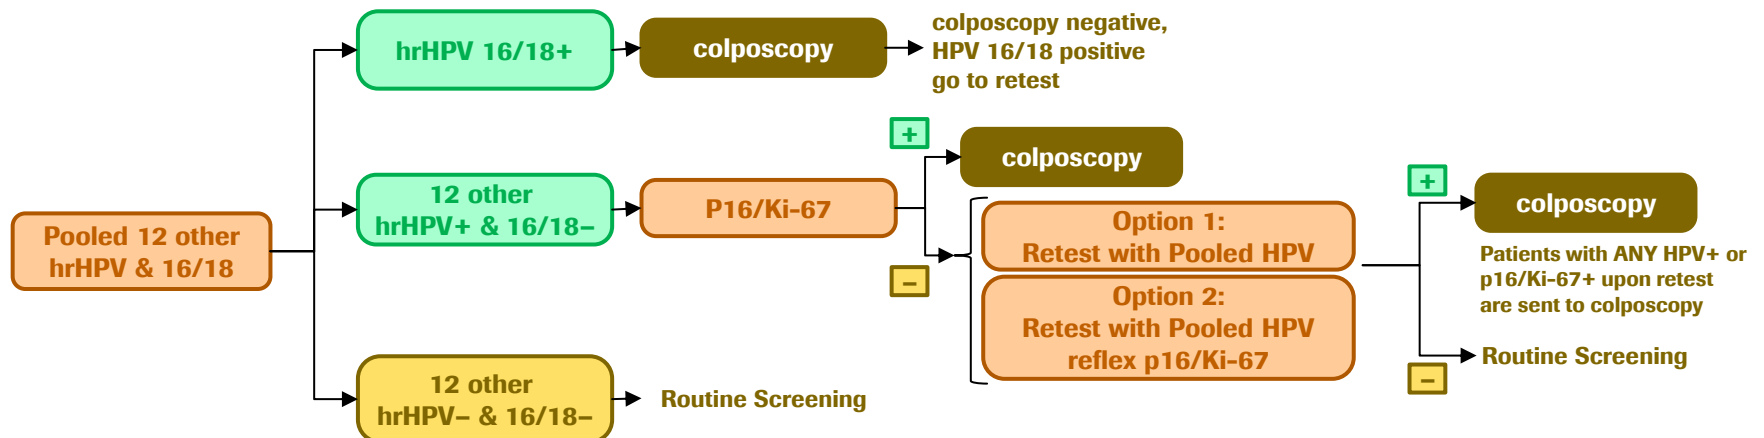 hrHPV 16/18+
colposcopy
colposcopy negative,
HPV 16/18 positive
go to retest
+
colposcopy
Pooled 12 other
hrHPV & 16/18
12 other
hrHPV+ & 16/18–
P16/Ki-67
–
Option 1:
Retest with Pooled HPV
Option 2:
Retest with Pooled HPV
reflex p16/Ki-67
+
colposcopy
Patients with ANY HPV+ or
p16/Ki-67+ upon retest
are sent to colposcopy
–
Routine Screening
12 other
hrHPV– & 16/18–
Routine Screening